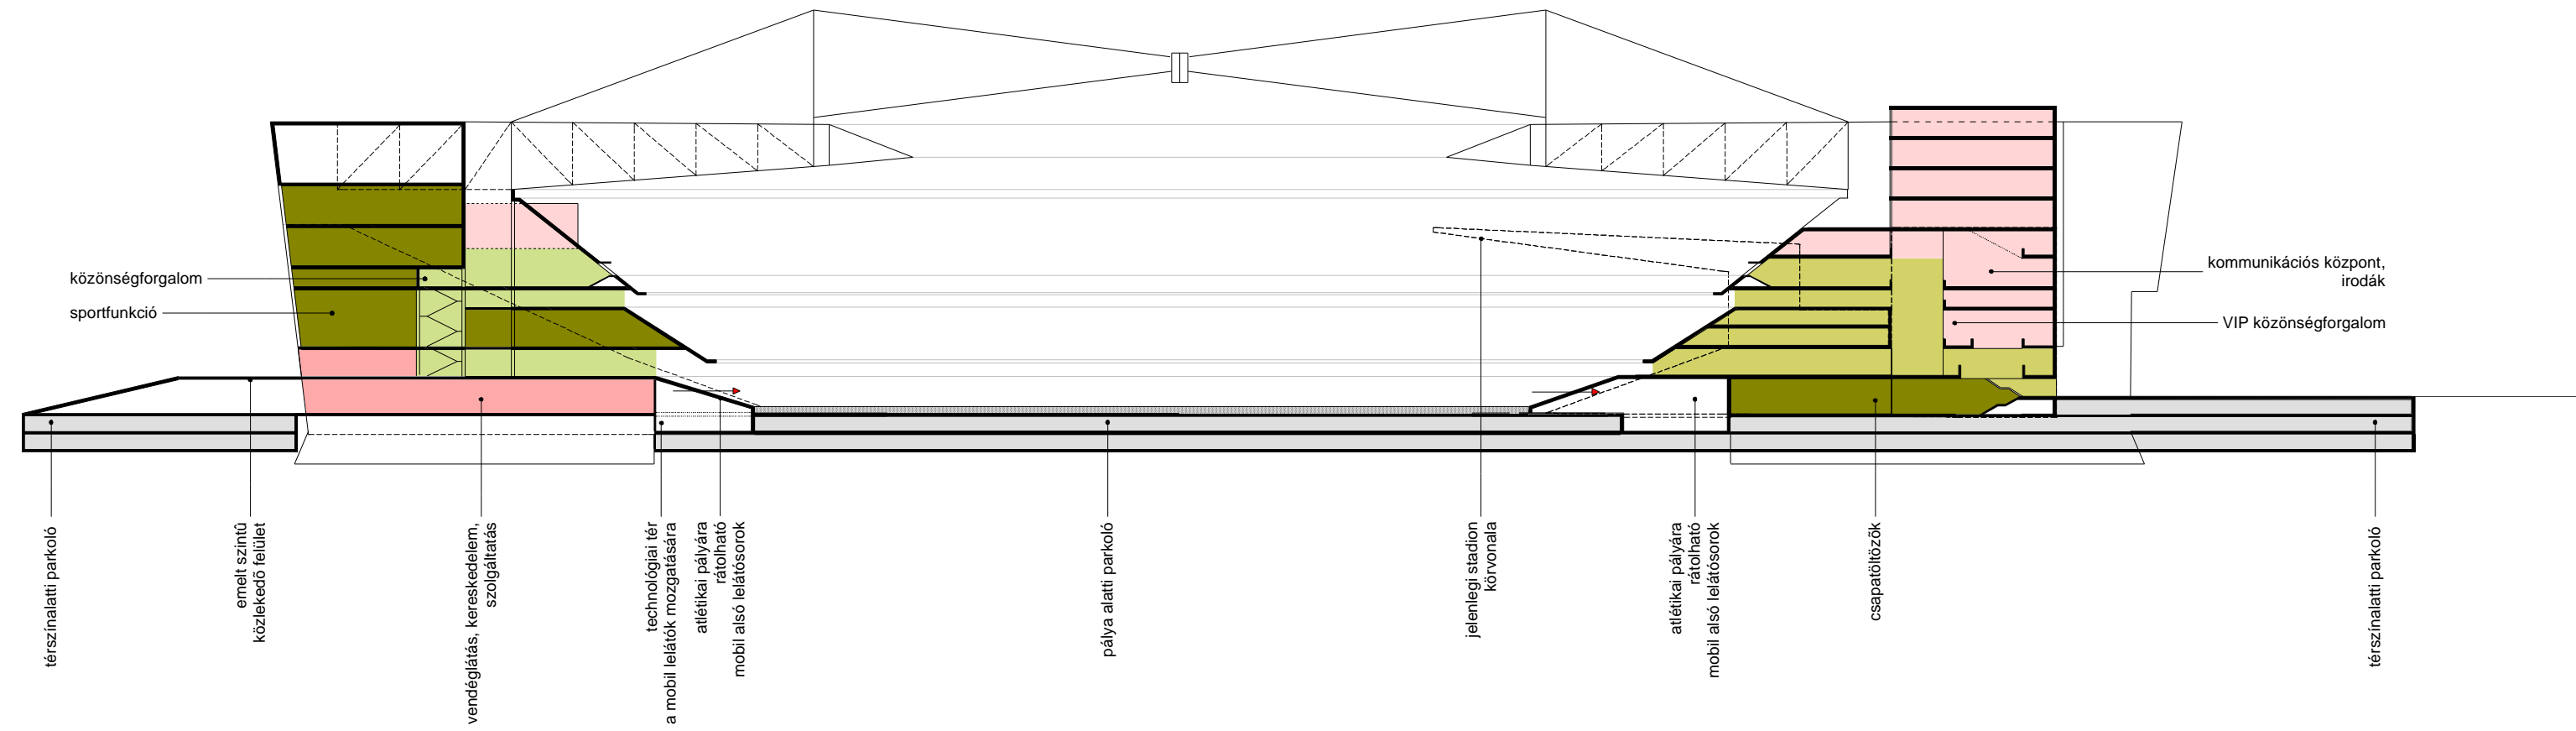 közönségforgalom
sportfunkció
kommunikációs központ,
irodák
VIP közönségforgalom
térszínalatti parkoló
emelt szintû
közlekedő felület
vendéglátás, kereskedelem,
szolgáltatás
technológiai tér
a mobil lelátók mozgatására
atlétikai pályára
rátolható
mobil alsó lelátósorok
pálya alatti parkoló
jelenlegi stadion
körvonala
atlétikai pályára
rátolható
mobil alsó lelátósorok
csapatöltözők
térszínalatti parkoló